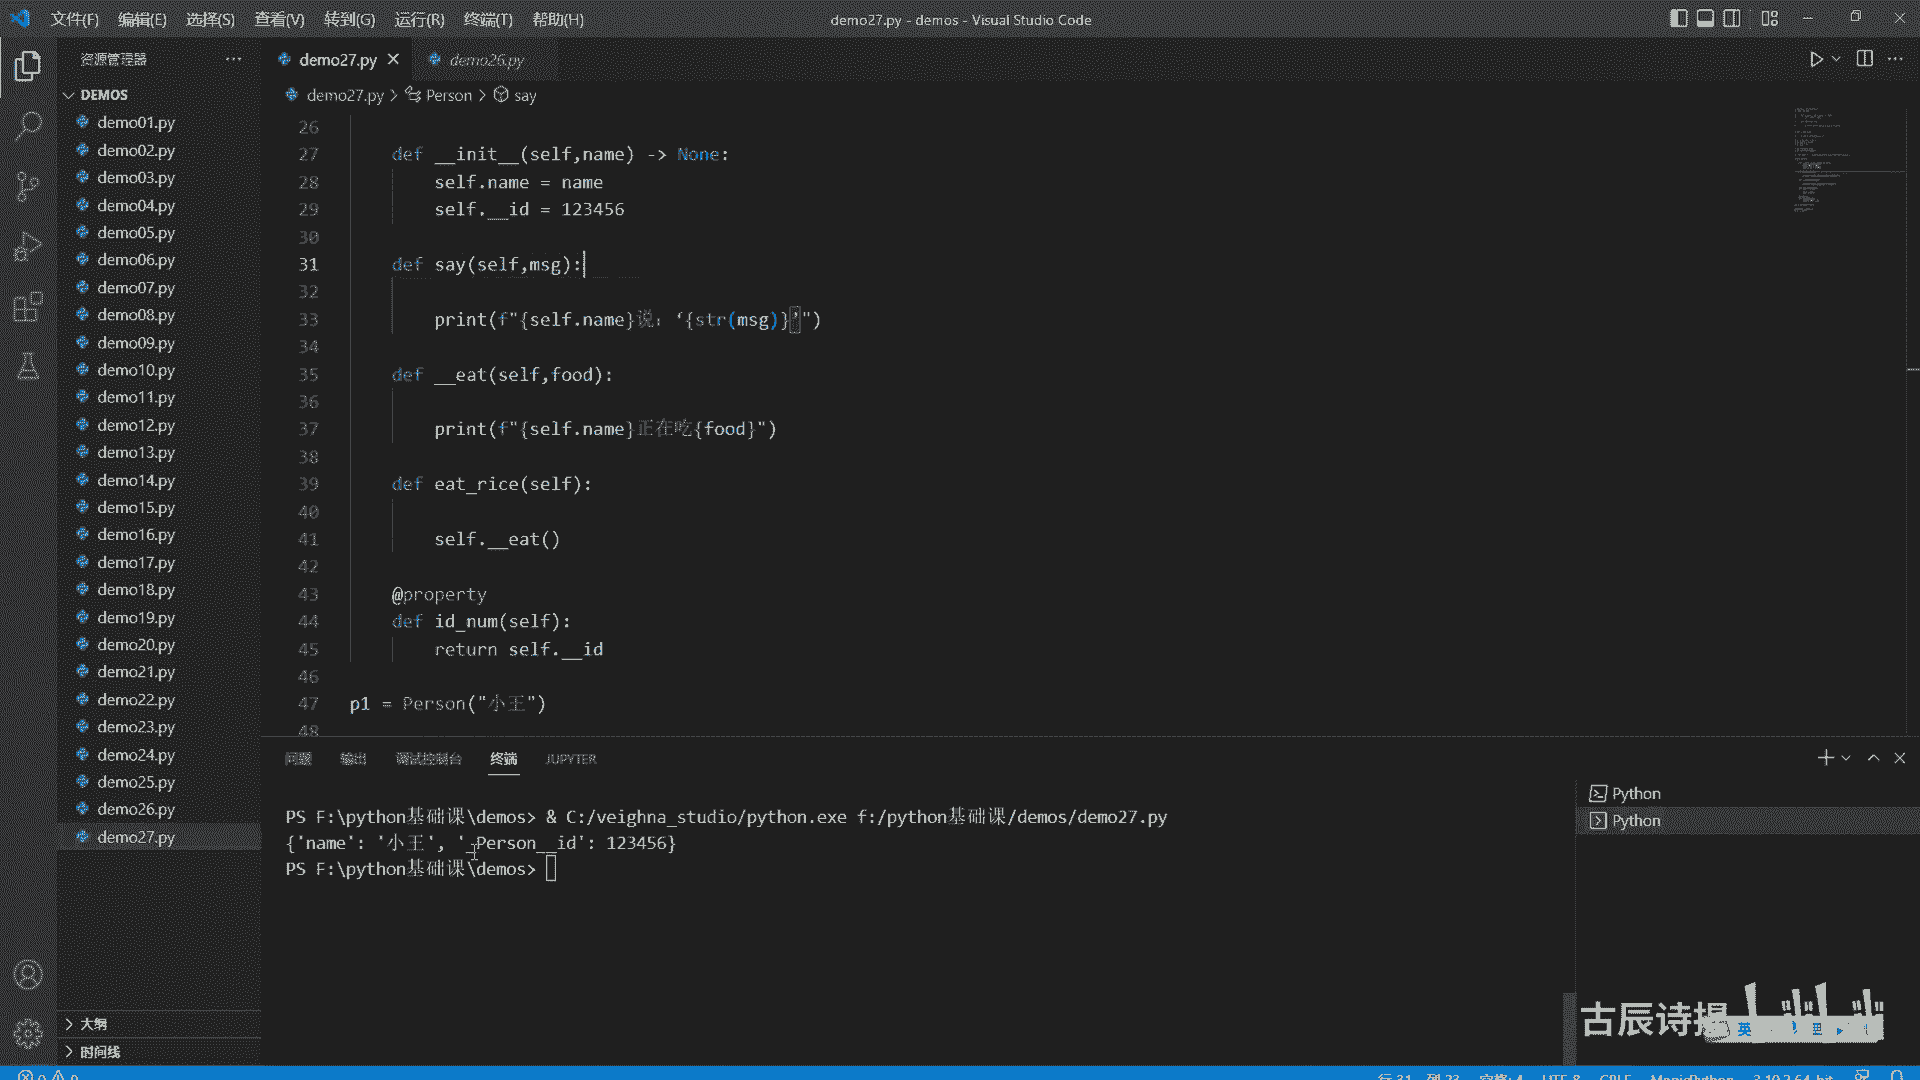 文件(F) 编辑(E) 选择(S) 查看(V) 转到(G) 运行(R) 终端(T) 帮助(H)
demo27.py - demos - Visual Studio Code
资源管理器
DEMOS
demo01.py
demo02.py
demo03.py
demo04.py
demo05.py
demo06.py
demo07.py
demo08.py
demo09.py
demo10.py
demo11.py
demo12.py
demo13.py
demo14.py
demo15.py
demo16.py
demo17.py
demo18.py
demo19.py
demo20.py
demo21.py
demo22.py
demo23.py
demo24.py
demo25.py
demo26.py
demo27.py
大纲
时间线
demo27.py demo26.py
demo27.py > Person > say
26
27 def __init__(self,name) -> None:
28 self.name = name
29 self.__id = 123456
30
31 def say(self,msg):
32
33 print(f"{self.name}说：‘{str(msg)}’")
34
35 def __eat(self,food):
36
37 print(f"{self.name}正在吃{food}")
38
39 def eat_rice(self):
40
41 self.__eat()
42
43 @property
44 def id_num(self):
45 return self.__id
46
47 p1 = Person("小王")
48
问题 输出 调试控制台 终端 JUPYTER
PS F:\python基础课\demos> & C:/veighna_studio/python.exe f:/python基础课/demos/demo27.py
{'name': '小王', '_Person__id': 123456}
PS F:\python基础课\demos>
Python
Python
古辰诗提
英
行 31, 列 23 空格: 4 UTF-8 CRLF MagicPython 3.10.2 64-bit